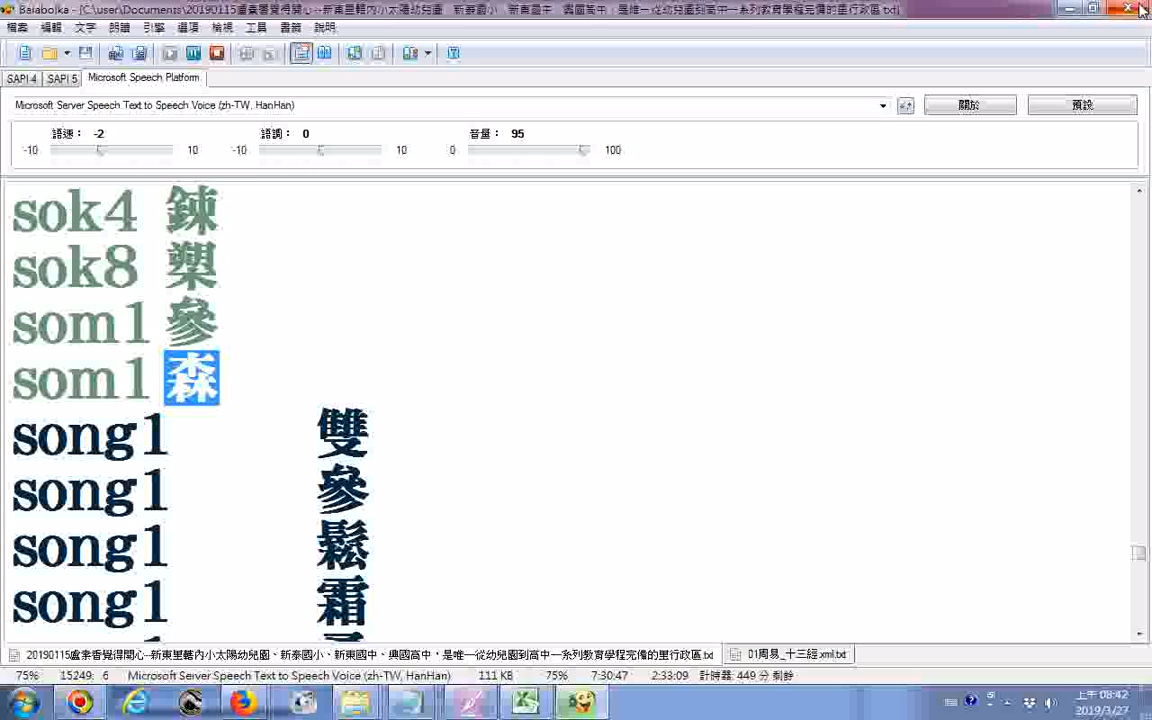 Balabolka - [C:\user\Documents\20190115盧秉香覺得開心--新東里轄內小太陽幼兒園、新泰國小、新東國中、興國高中，是唯一從幼兒園到高中一系列教育學程完備的里行政區.txt]
檔案 編輯 文字 朗讀 引擎 選項 檢視 工具 書籤 說明
SAPI 4 SAPI 5 Microsoft Speech Platform
Microsoft Server Speech Text to Speech Voice (zh-TW, HanHan) 關於 預設
語速： -2 語調： 0 音量： 95
-10 10 -10 10 0 100
sok4 鍊
sok8 槊
som1 參
som1 森
song1 雙
song1 參
song1 鬆
song1 霜
20190115盧秉香覺得開心--新東里轄內小太陽幼兒園、新泰國小、新東國中、興國高中，是唯一從幼兒園到高中一系列教育學程完備的里行政區.txt 01周易_十三經.xml.txt
75% 15249: 6 Microsoft Server Speech Text to Speech Voice (zh-TW, HanHan) 111 KB 75% 7:30:47 2:33:09 計時器: 449 分 剩餘
上午 08:42
2019/3/27